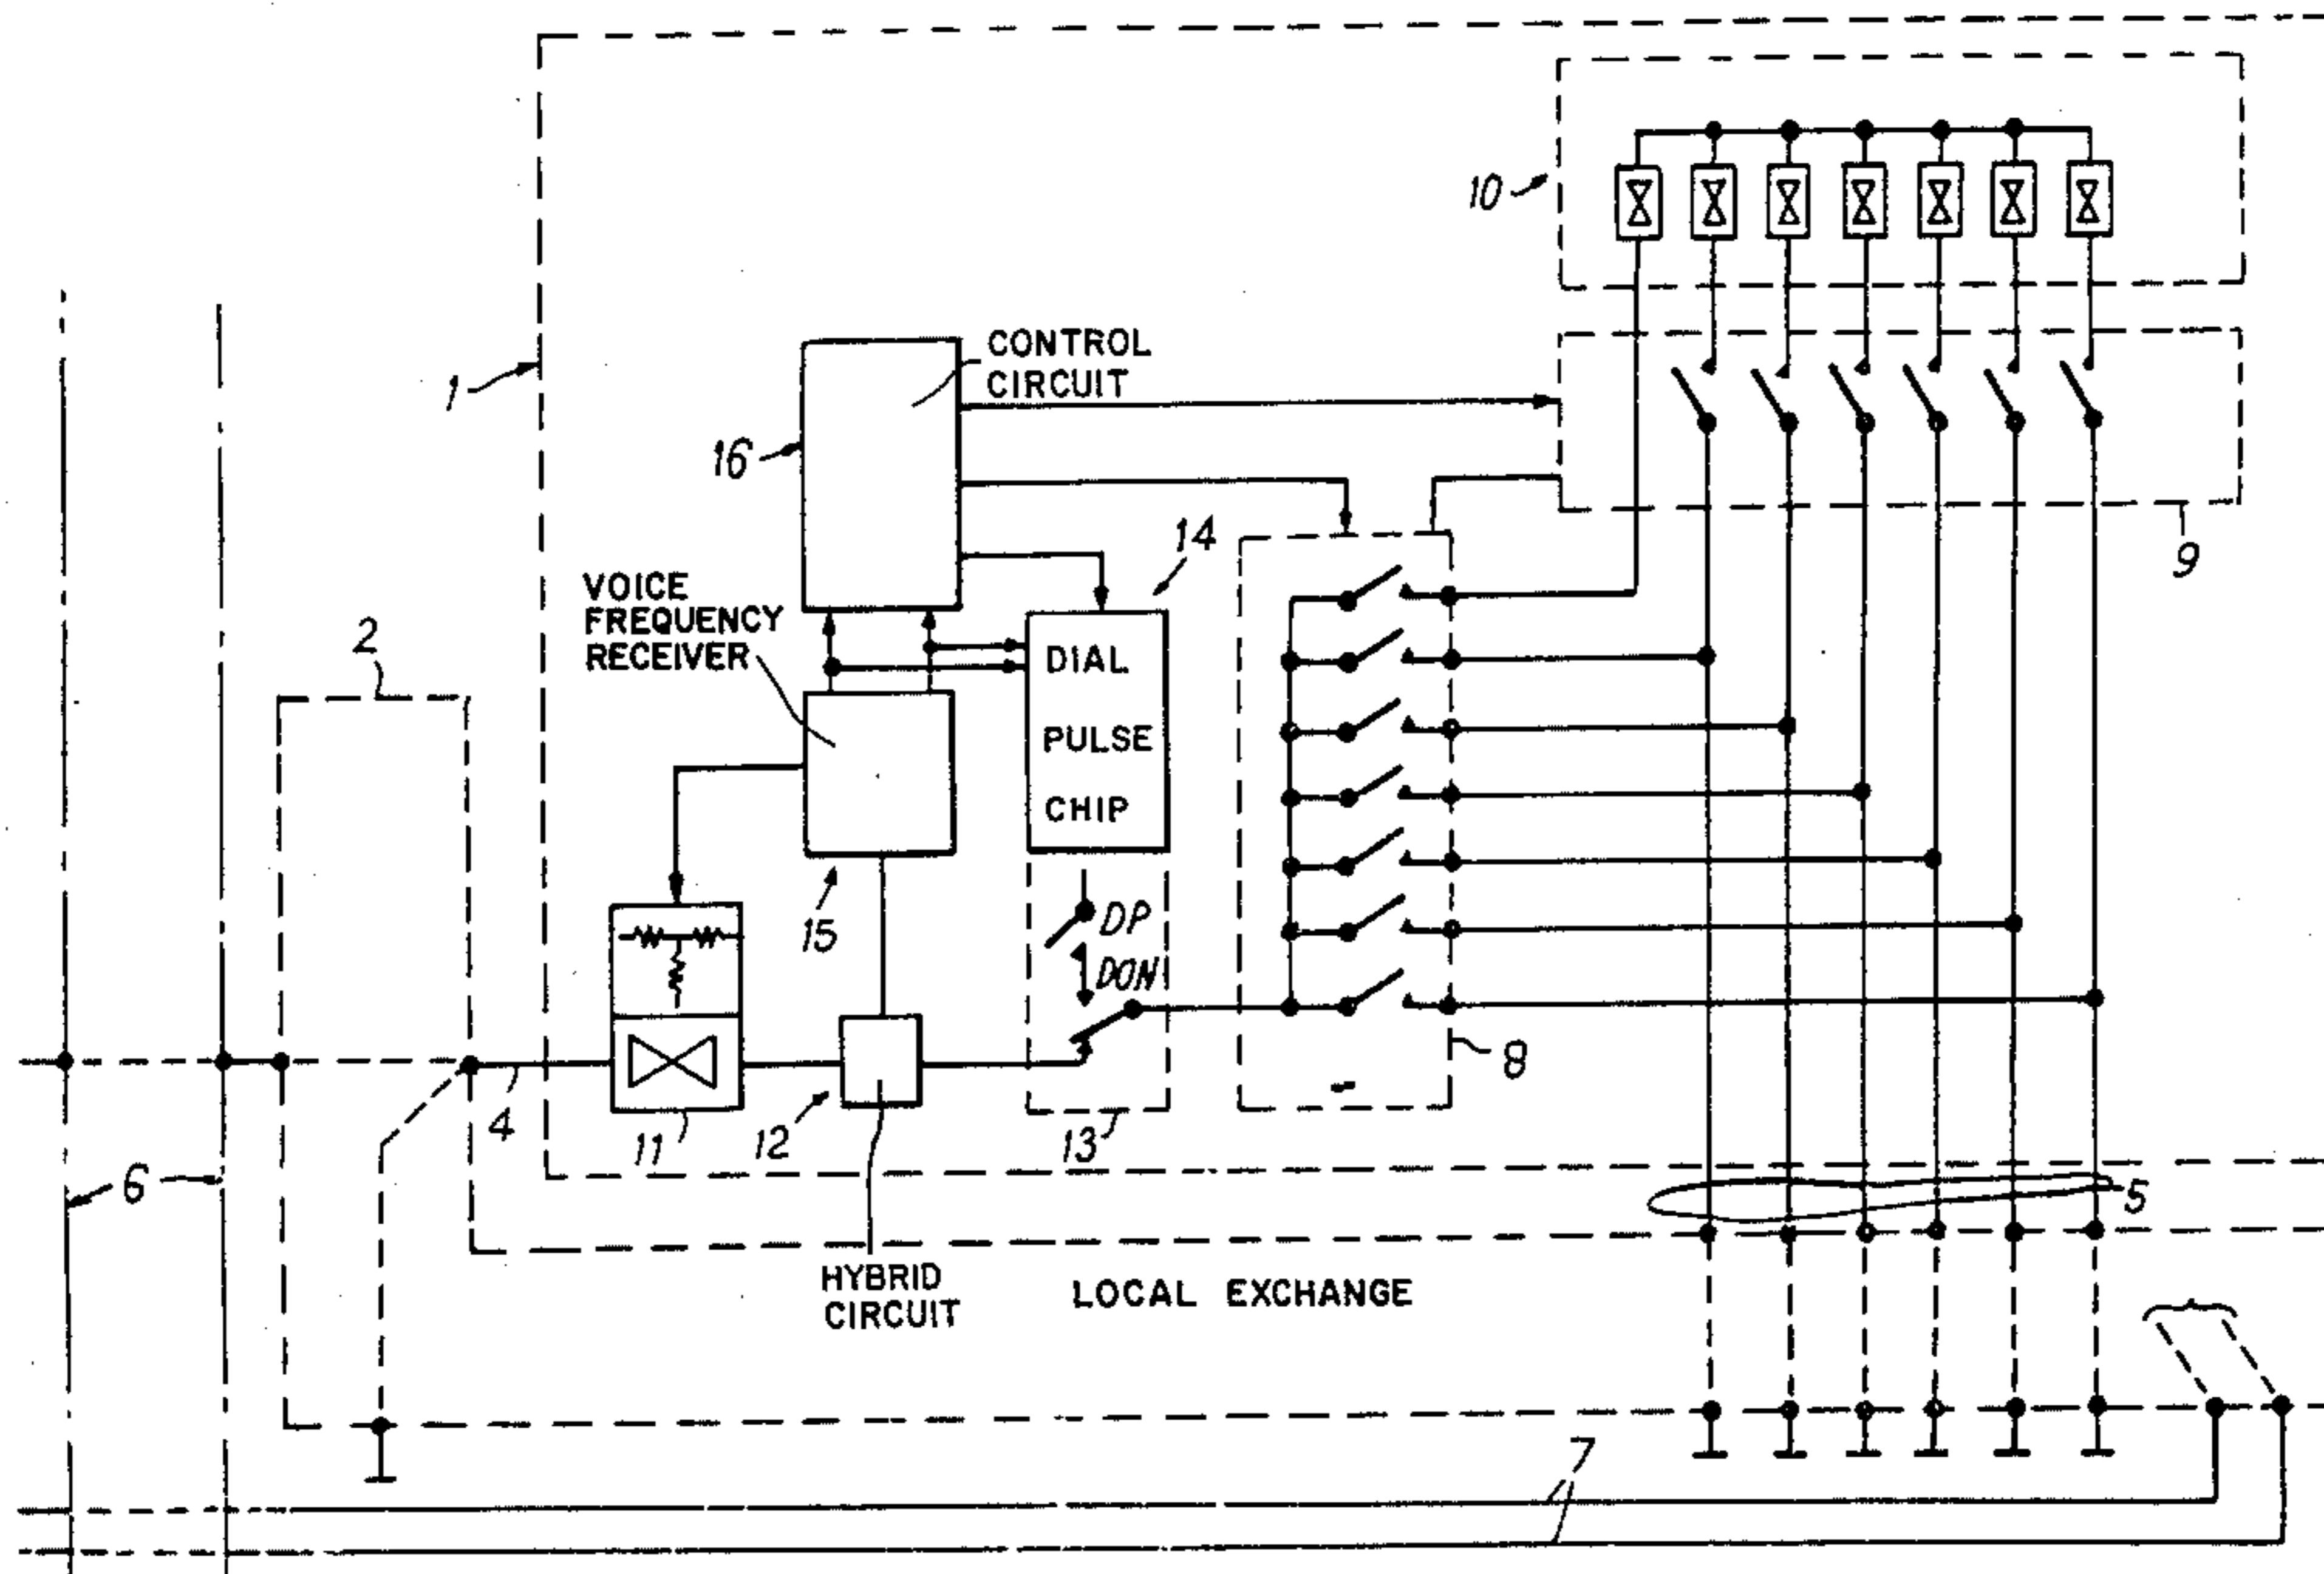 10
CONTROL
CIRCUIT
1
16
14
9
VOICE
FREQUENCY
RECEIVER
2
DIAL
PULSE
CHIP
15
DP
DON
8
4
11
12
13
6
5
HYBRID
CIRCUIT
LOCAL EXCHANGE
7